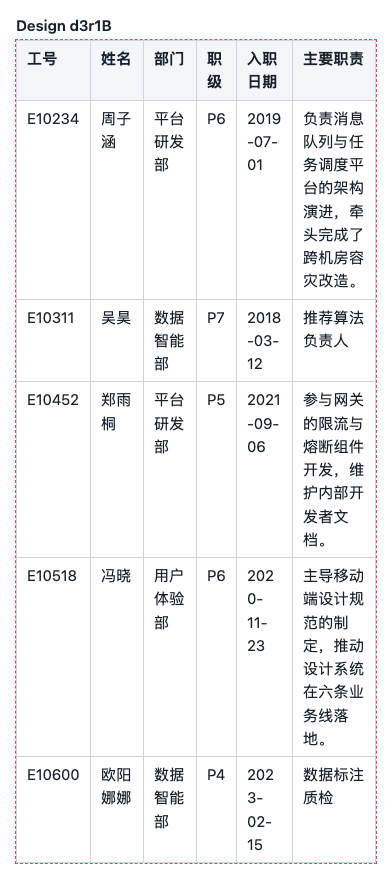 Design d3r1B
工号 姓名 部门 职级 入职日期 主要职责
E10234
周子
涵
平台
研发
部
P6
2019
-07-
01
负责消息
队列与任
务调度平
台的架构
演进，牵
头完成了
跨机房容
灾改造。
E10311
吴昊
数据
智能
部
P7
2018
-03-
12
推荐算法
负责人
E10452
郑雨
桐
平台
研发
部
P5
2021
-09-
06
参与网关
的限流与
熔断组件
开发，维
护内部开
发者文
档。
E10518
冯晓
用户
体验
部
P6
202
0-
11-
23
主导移动
端设计规
范的制
定，推动
设计系统
在六条业
务线落
地。
E10600
欧阳
娜娜
数据
智能
部
P4
202
3-
02-
15
数据标注
质检